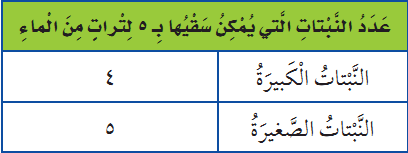 عَدَدُ النَّبْتاتِ الَّتي يُمْكِنُ سَقْيُها بِـ ٥ لِتْراتٍ مِنَ الْماءِ
النَّبْتاتُ الْكَبيرَةُ ٤
النَّبْتاتُ الصَّغيرَةُ ٥